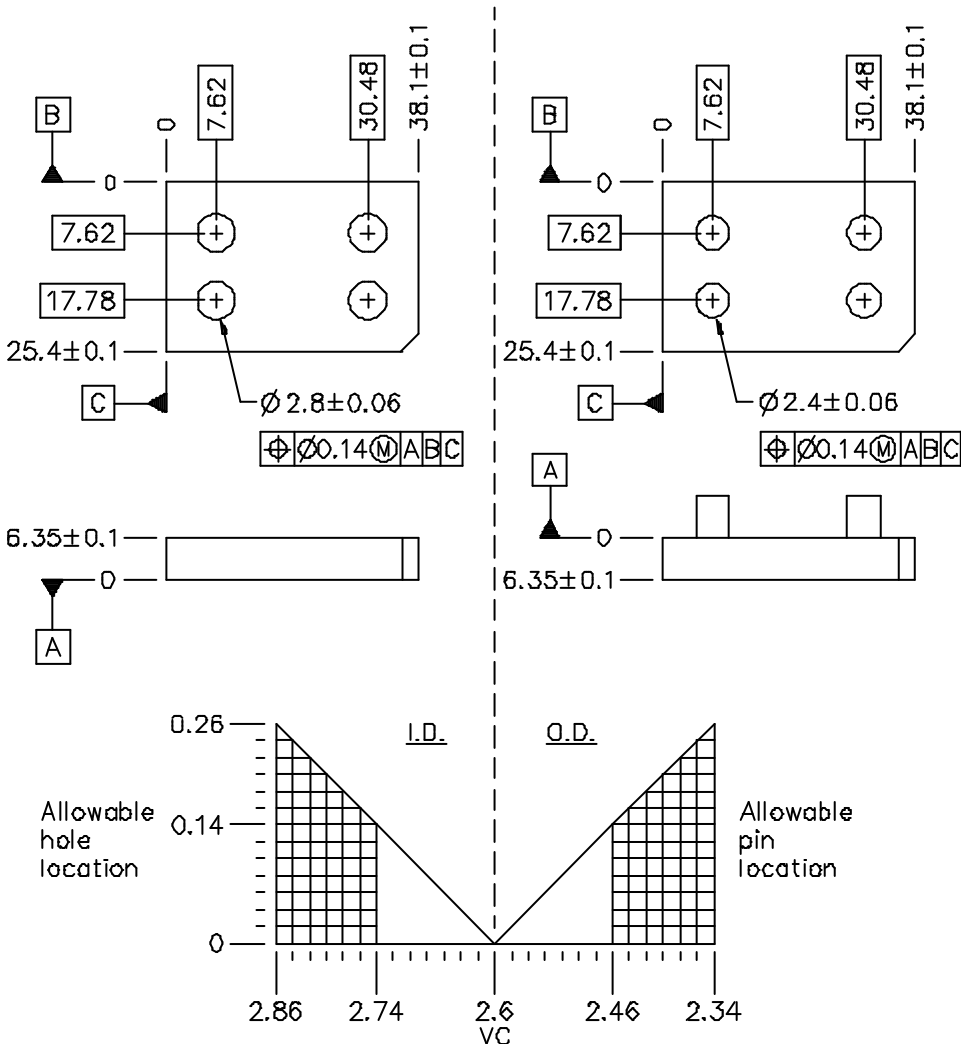 B
0
7.62
30.48
38.1±0.1
0
7.62
17.78
25.4±0.1
C
Ø2.8±0.06
⌖ Ø0.14Ⓜ A B C
6.35±0.1
0
A
B
0
7.62
30.48
38.1±0.1
0
7.62
17.78
25.4±0.1
C
Ø2.4±0.06
⌖ Ø0.14Ⓜ A B C
A
0
6.35±0.1
0.26
I.D.
O.D.
Allowable
hole
location
0.14
Allowable
pin
location
0
2.86
2.74
2.6
2.46
2.34
VC